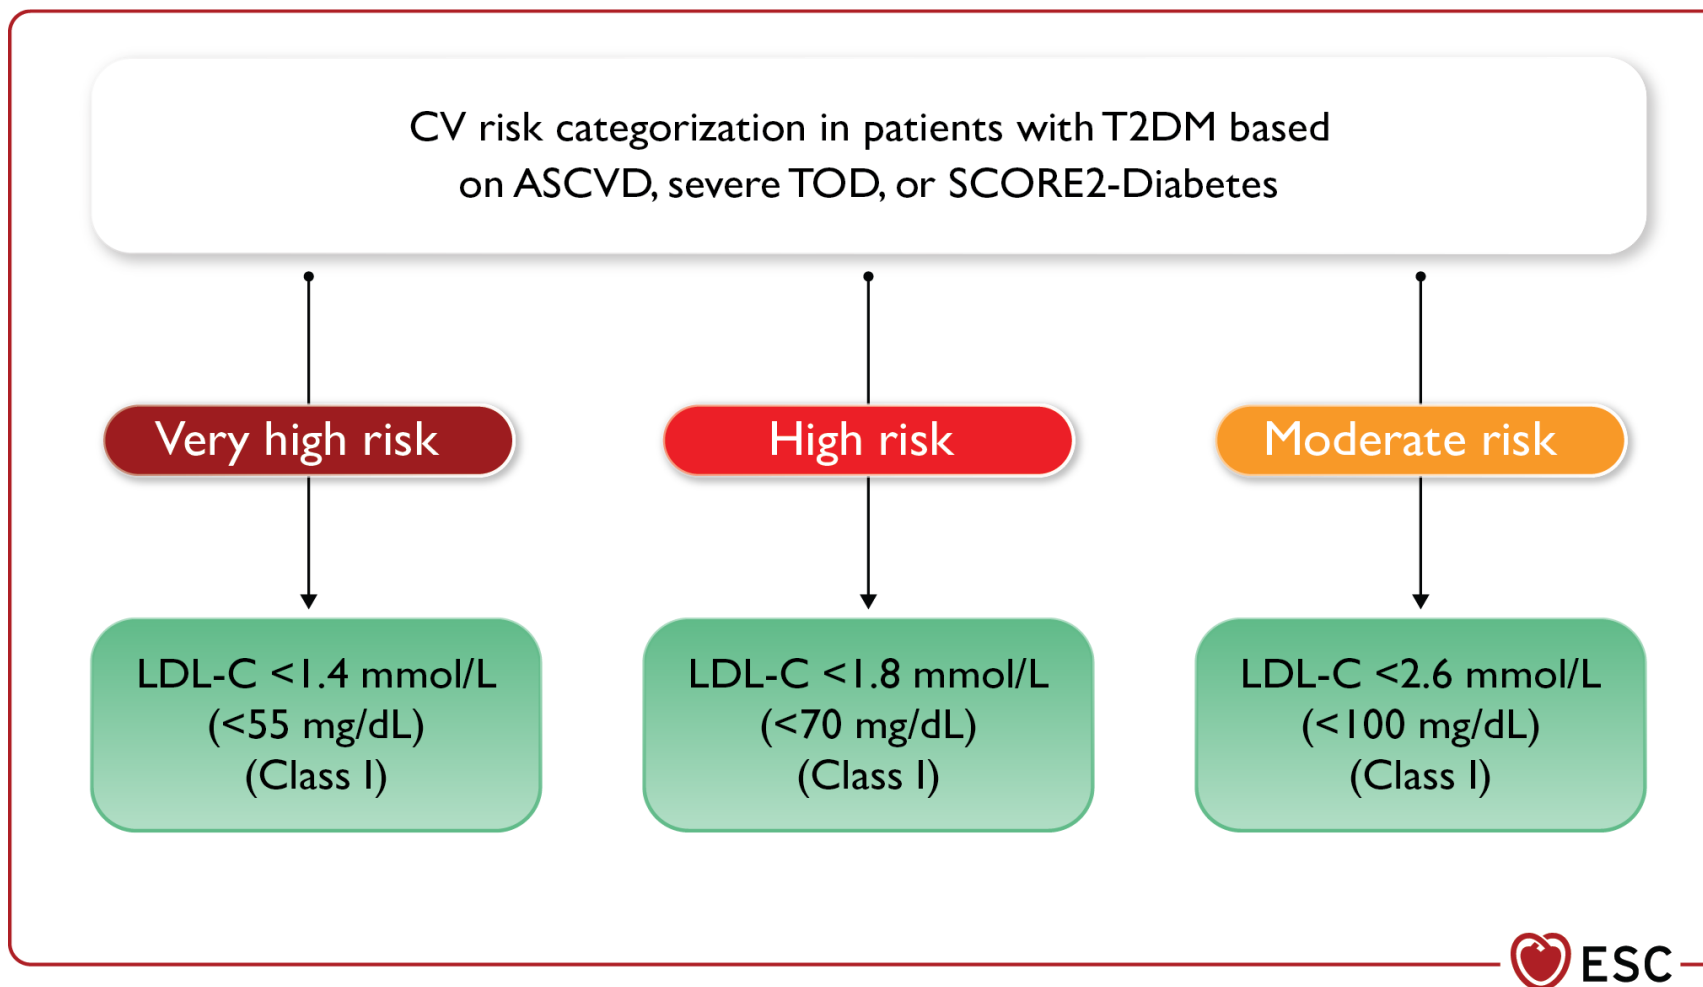 CV risk categorization in patients with T2DM based
on ASCVD, severe TOD, or SCORE2-Diabetes
Very high risk
High risk
Moderate risk
LDL-C <1.4 mmol/L
(<55 mg/dL)
(Class I)
LDL-C <1.8 mmol/L
(<70 mg/dL)
(Class I)
LDL-C <2.6 mmol/L
(<100 mg/dL)
(Class I)
ESC